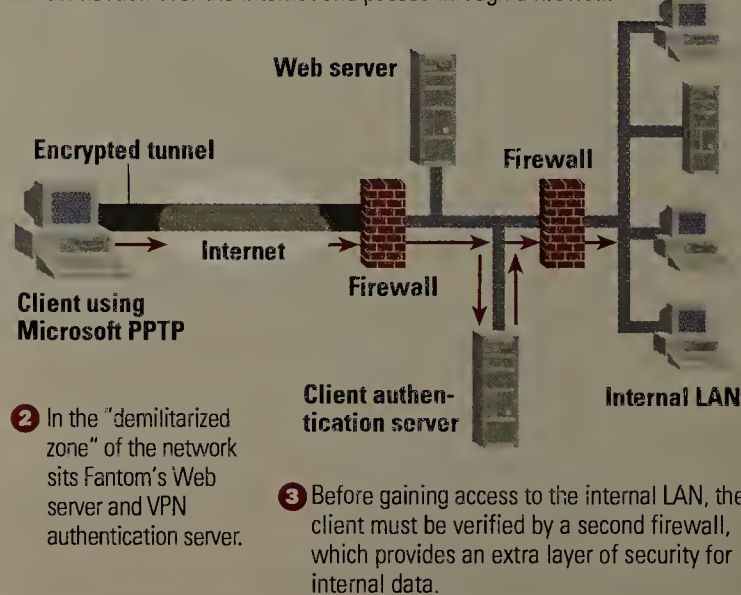 Web server
Encrypted tunnel
Firewall
Internet
Firewall
Client using
Microsoft PPTP
Client authen-
tication server
Internal LAN
2 In the "demilitarized
zone" of the network
sits Fantom's Web
server and VPN
authentication server.
3 Before gaining access to the internal LAN, the
client must be verified by a second firewall,
which provides an extra layer of security for
internal data.